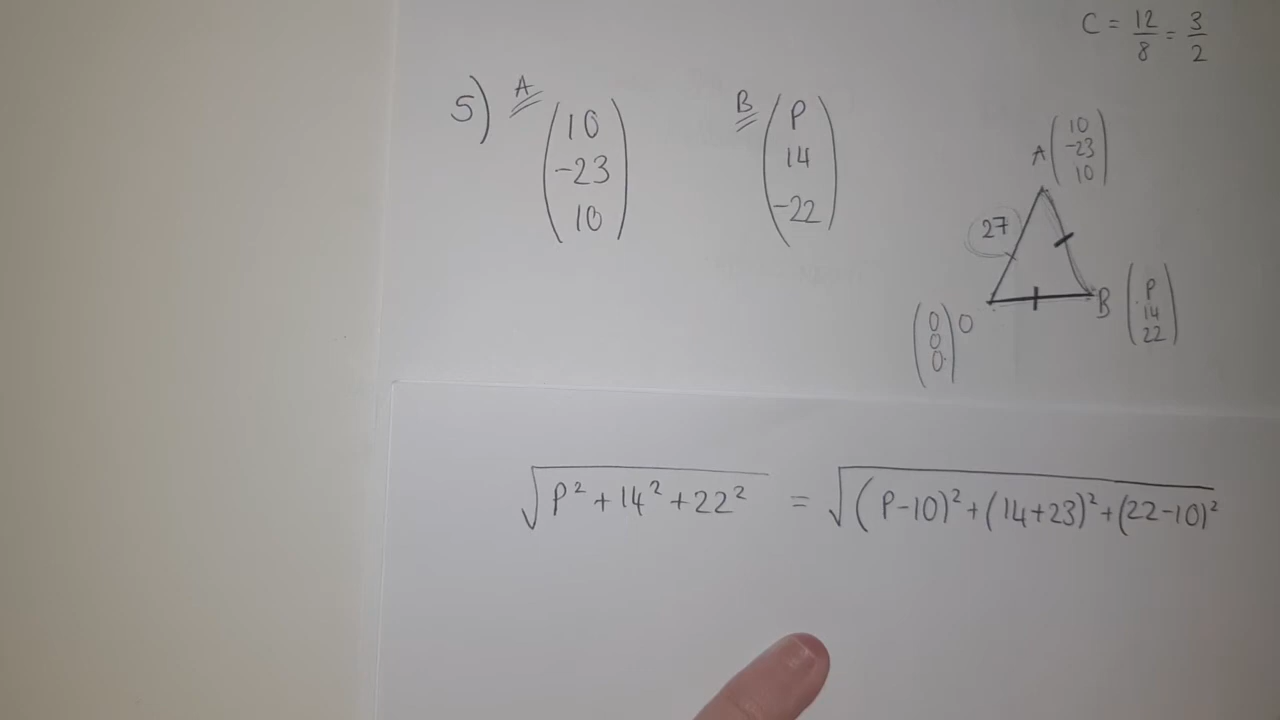 C = 12/8 = 3/2
5) A (10 -23 10) B (P 14 -22)
A (10 -23 10)
27
B (P 14 22)
(0 0 0) O
√(P² + 14² + 22²) = √((P-10)² + (14+23)² + (22-10)²)